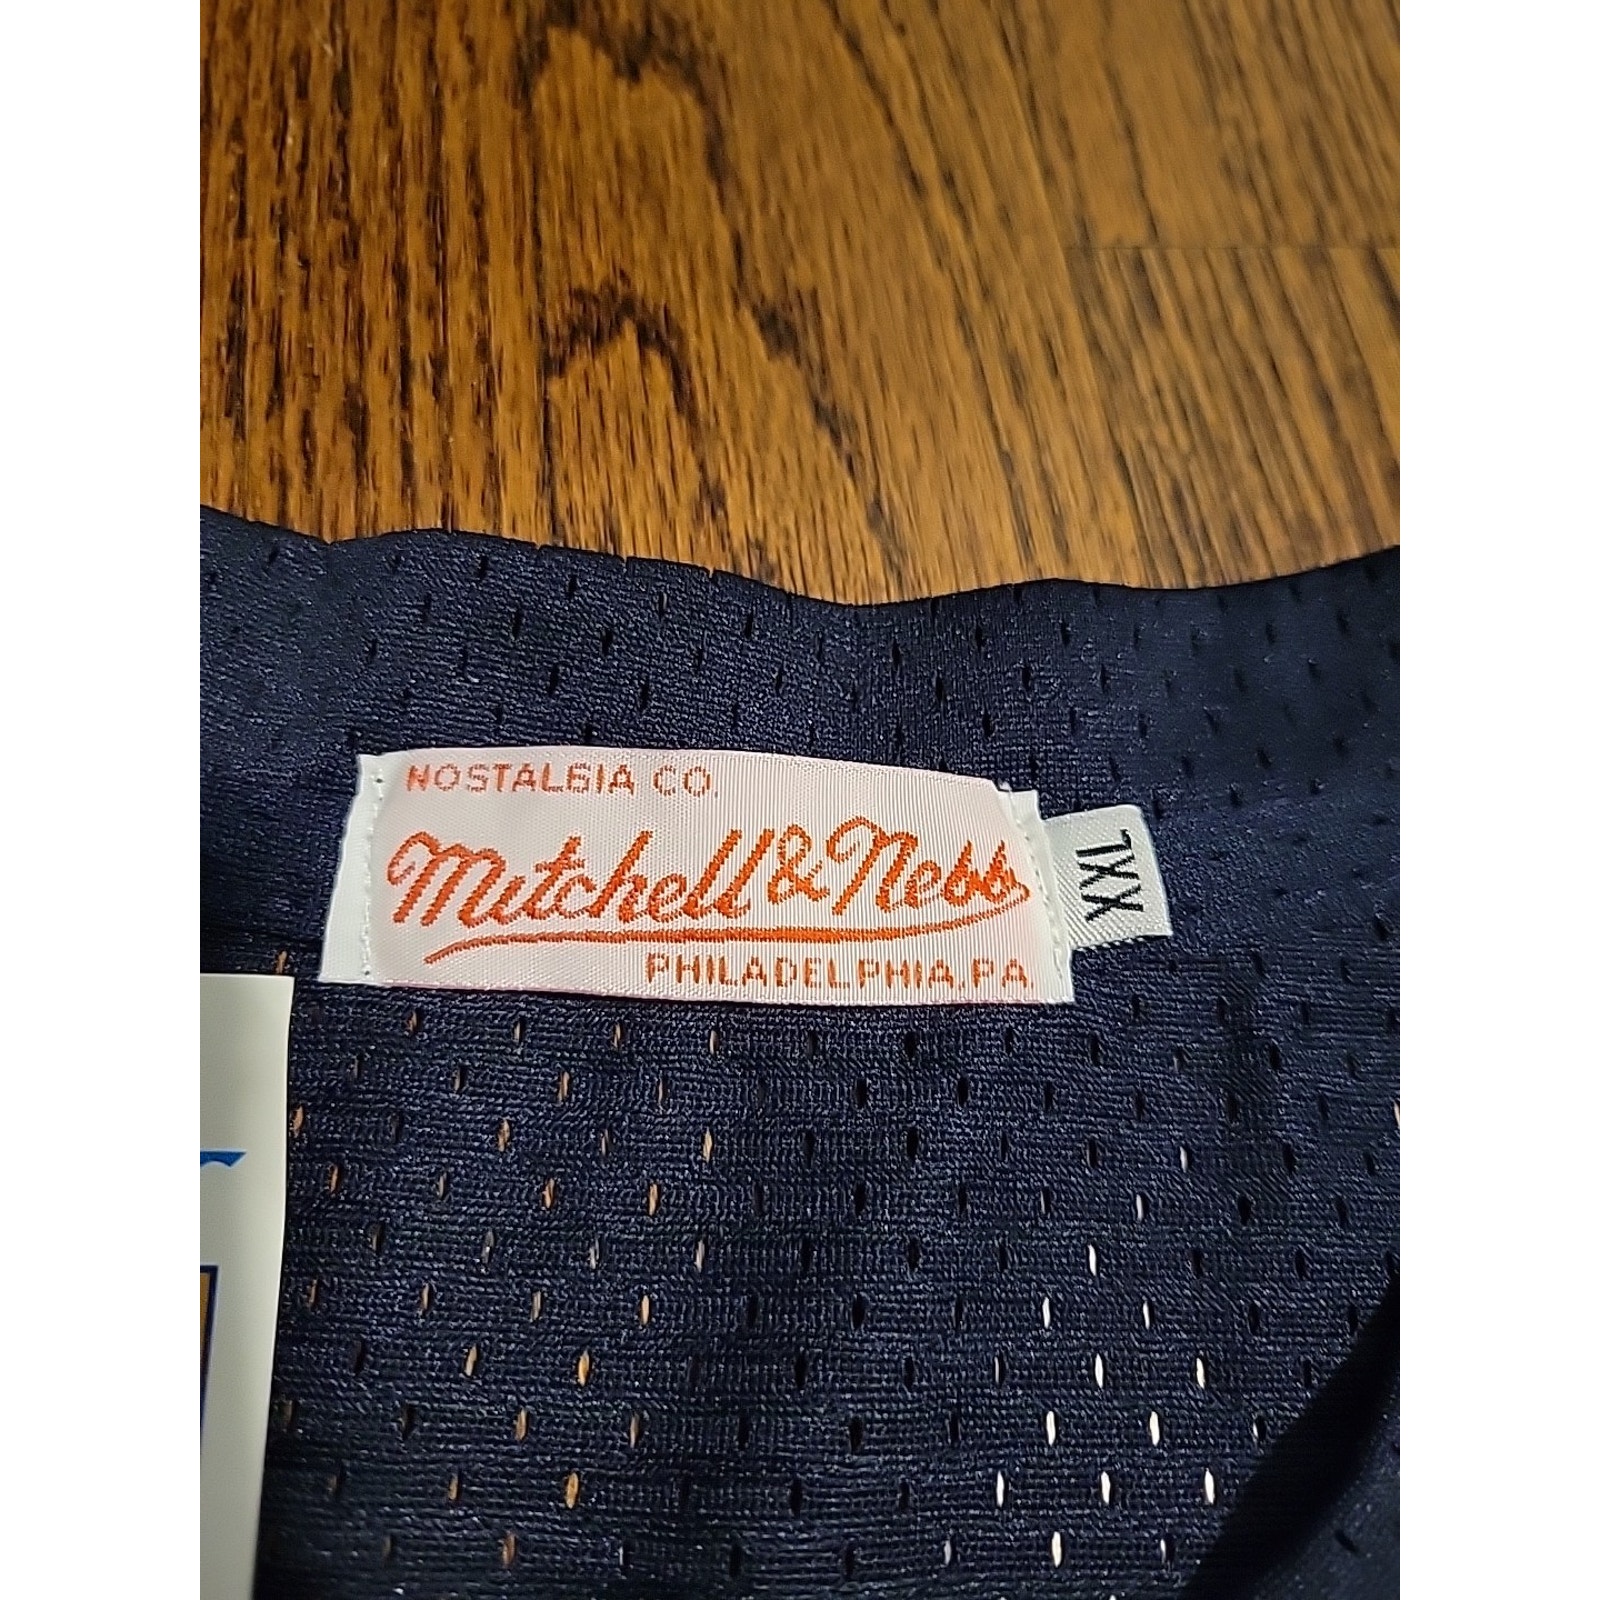 NOSTALGIA CO.
Mitchell & Ness
PHILADELPHIA, PA.
XXL